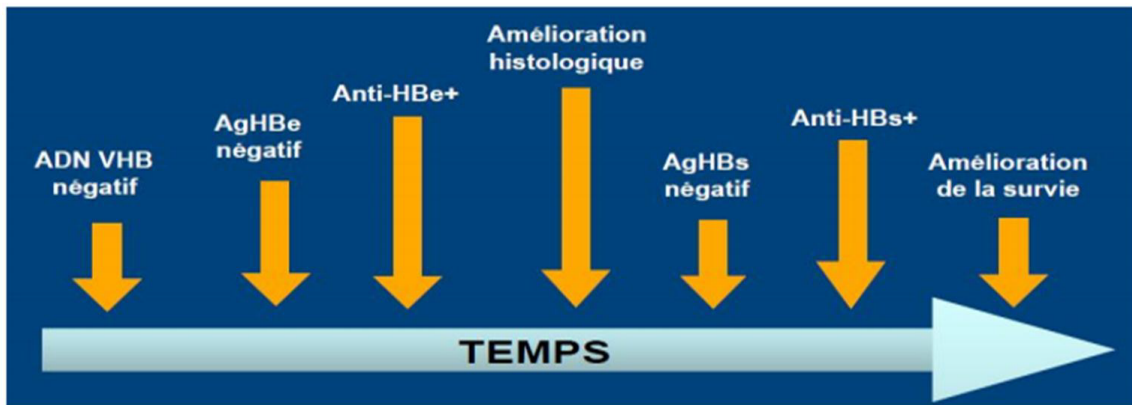 ADN VHB
négatif
AgHBe
négatif
Anti-HBe+
Amélioration
histologique
AgHBs
négatif
Anti-HBs+
Amélioration
de la survie
TEMPS